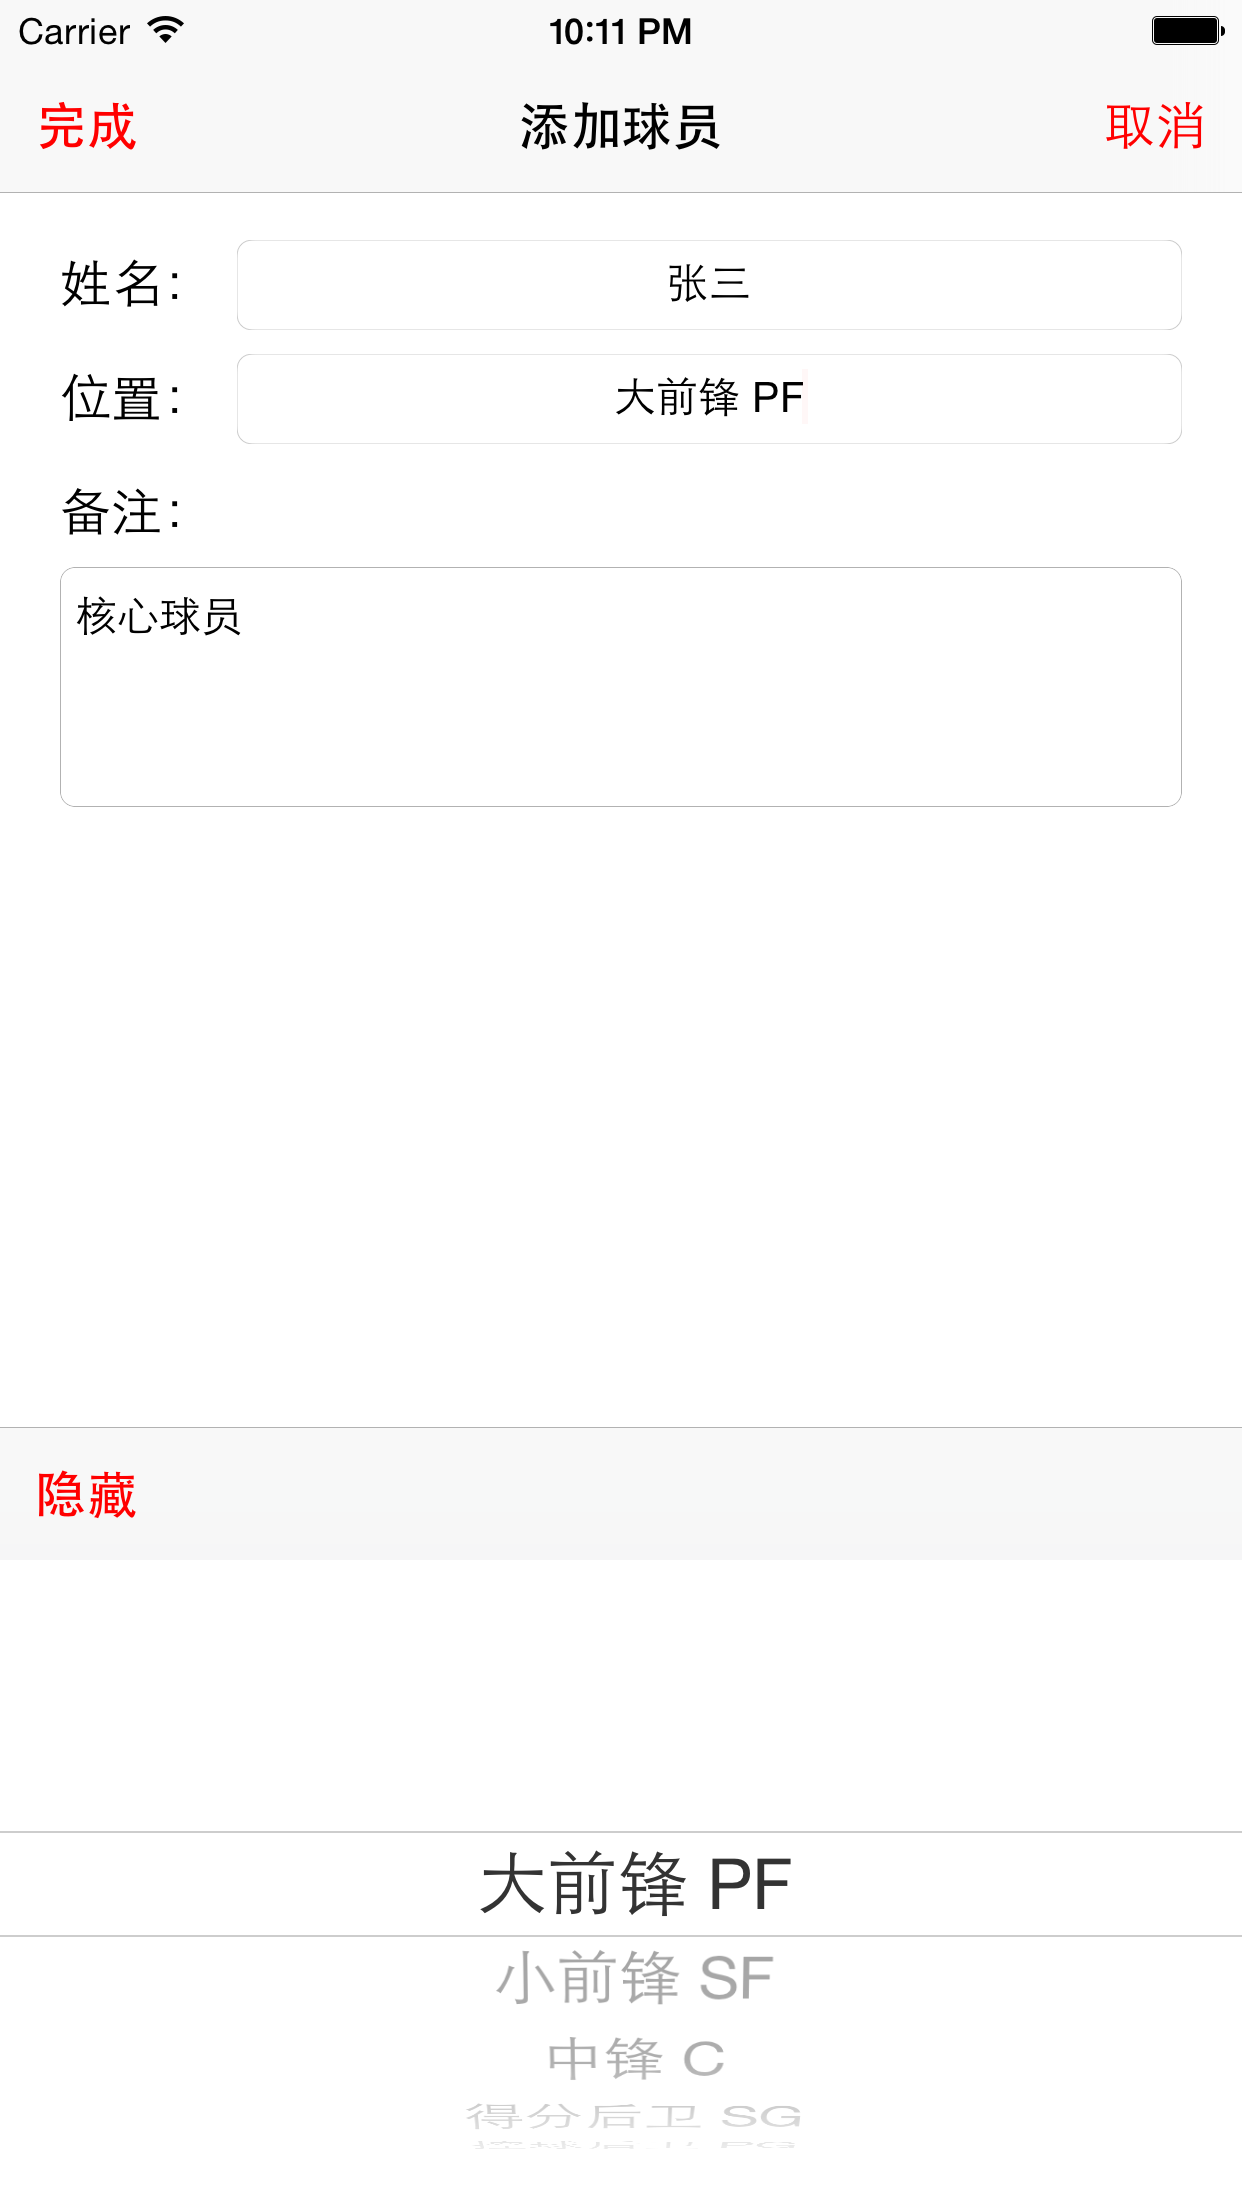 Carrier 10:11 PM
完成 添加球员 取消
姓名： 张三
位置： 大前锋 PF
备注：
核心球员
隐藏
大前锋 PF
小前锋 SF
中锋 C
得分后卫 SG